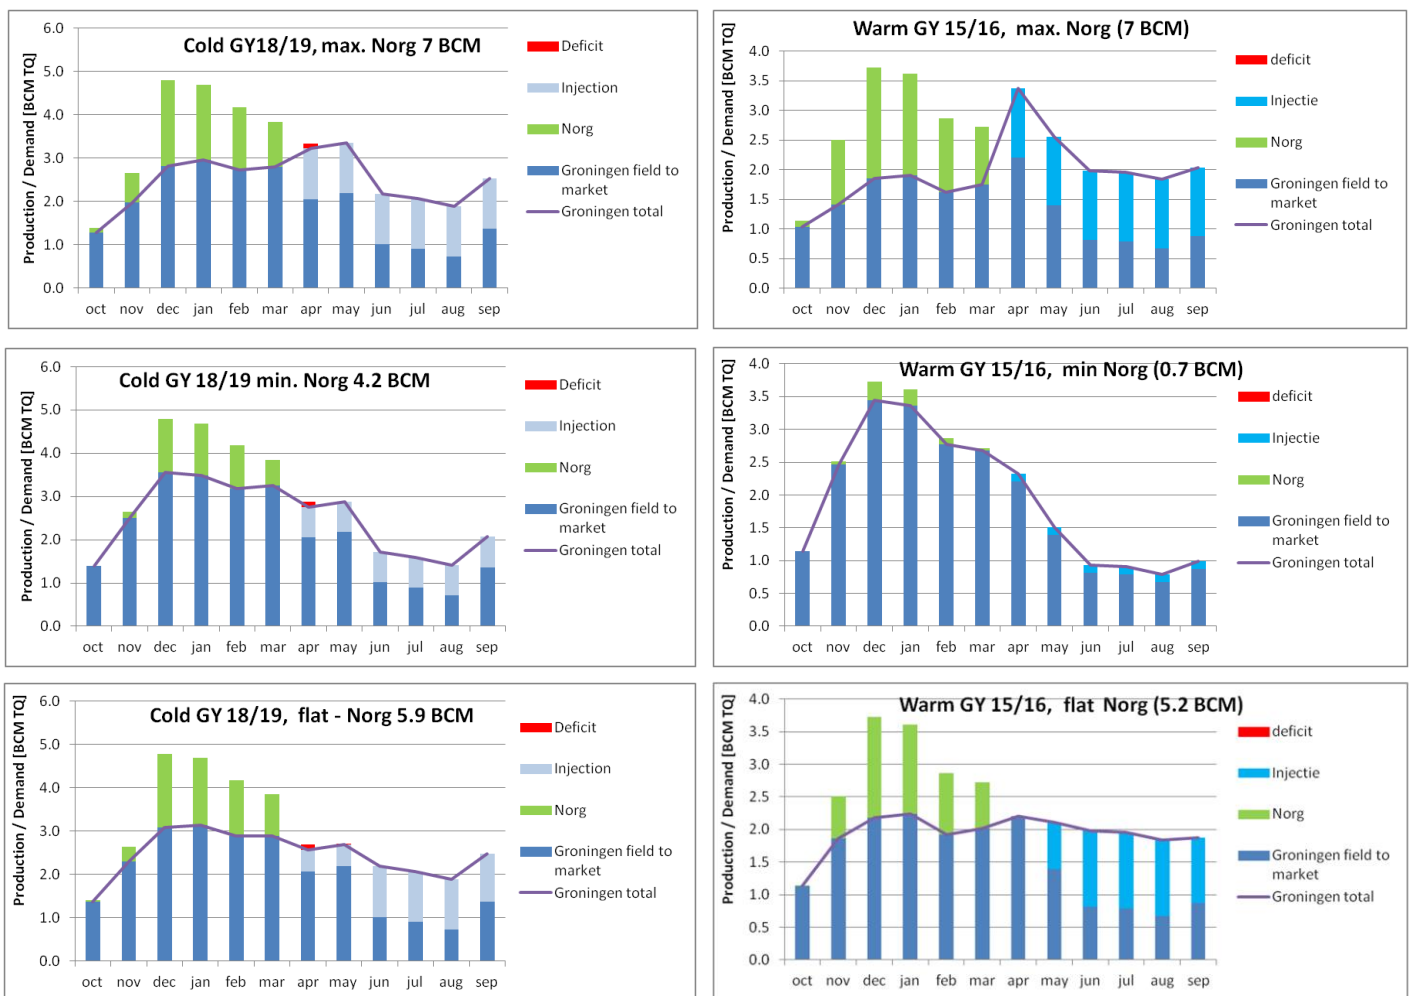 Cold GY18/19, max. Norg 7 BCM
Production / Demand [BCM TQ]
6.0
5.0
4.0
3.0
2.0
1.0
0.0
oct nov dec jan feb mar apr may jun jul aug sep
Deficit
Injection
Norg
Groningen field to
market
Groningen total
Warm GY 15/16, max. Norg (7 BCM)
Production / Demand [BCM TQ]
4.0
3.5
3.0
2.5
2.0
1.5
1.0
0.5
0.0
oct nov dec jan feb mar apr may jun jul aug sep
deficit
Injectie
Norg
Groningen field to
market
Groningen total
Cold GY 18/19 min. Norg 4.2 BCM
Production / Demand [BCM TQ]
6.0
5.0
4.0
3.0
2.0
1.0
0.0
oct nov dec jan feb mar apr may jun jul aug sep
Deficit
Injection
Norg
Groningen field to
market
Groningen total
Warm GY 15/16, min Norg (0.7 BCM)
Production / Demand [BCM TQ]
4.0
3.5
3.0
2.5
2.0
1.5
1.0
0.5
0.0
oct nov dec jan feb mar apr may jun jul aug sep
deficit
Injectie
Norg
Groningen field to
market
Groningen total
Cold GY 18/19, flat - Norg 5.9 BCM
Production / Demand [BCM TQ]
6.0
5.0
4.0
3.0
2.0
1.0
0.0
oct nov dec jan feb mar apr may jun jul aug sep
Deficit
Injection
Norg
Groningen field to
market
Groningen total
Warm GY 15/16, flat Norg (5.2 BCM)
Production / Demand [BCM TQ]
4.0
3.5
3.0
2.5
2.0
1.5
1.0
0.5
0.0
oct nov dec jan feb mar apr may jun jul aug sep
deficit
Injectie
Norg
Groningen field to
market
Groningen total